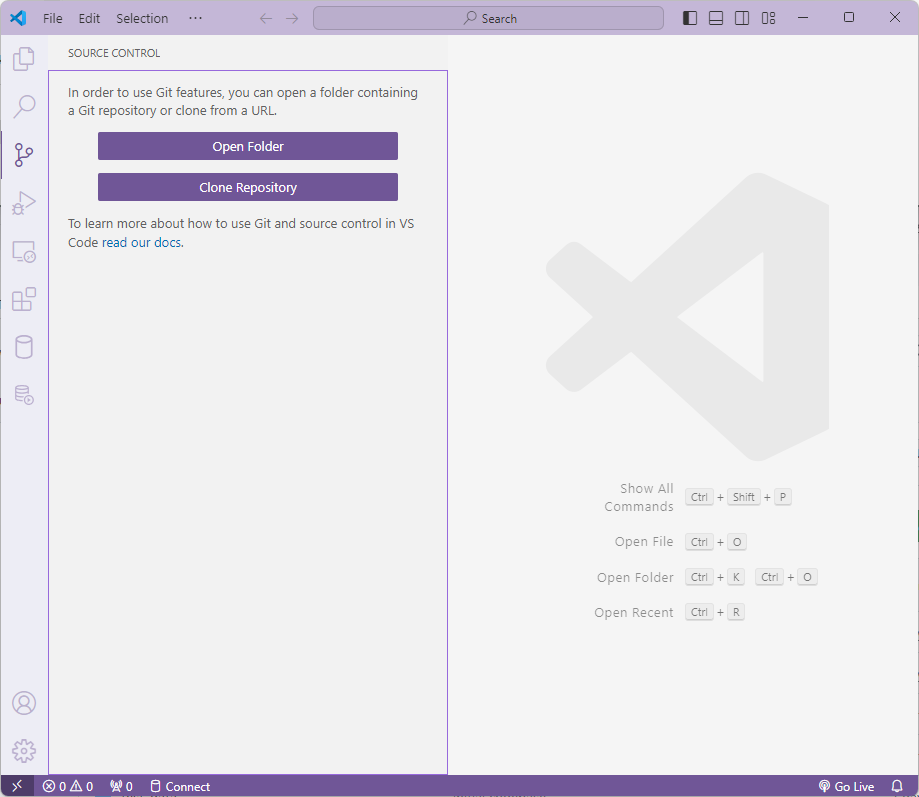 File Edit Selection ···
Search
SOURCE CONTROL
In order to use Git features, you can open a folder containing
a Git repository or clone from a URL.
Open Folder
Clone Repository
To learn more about how to use Git and source control in VS
Code read our docs.
Show All
Commands
Ctrl + Shift + P
Open File Ctrl + O
Open Folder Ctrl + K Ctrl + O
Open Recent Ctrl + R
0 0 0 Connect Go Live